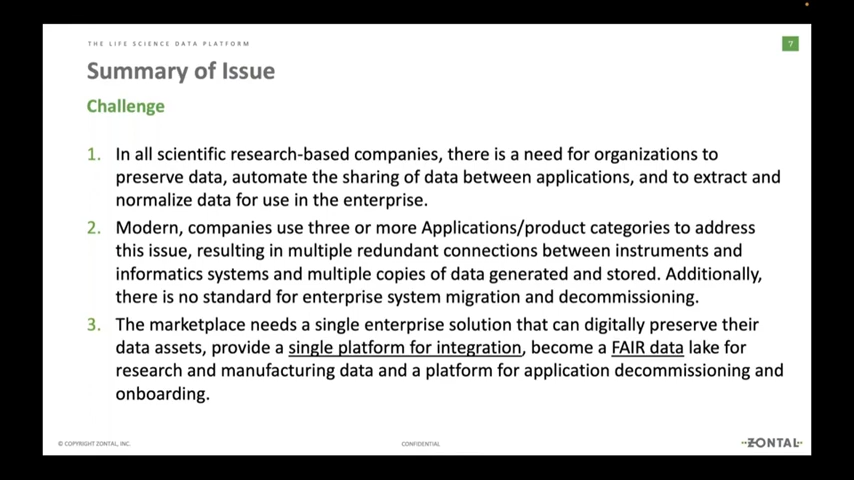 THE LIFE SCIENCE DATA PLATFORM
7
Summary of Issue
Challenge
1. In all scientific research-based companies, there is a need for organizations to
preserve data, automate the sharing of data between applications, and to extract and
normalize data for use in the enterprise.
2. Modern, companies use three or more Applications/product categories to address
this issue, resulting in multiple redundant connections between instruments and
informatics systems and multiple copies of data generated and stored. Additionally,
there is no standard for enterprise system migration and decommissioning.
3. The marketplace needs a single enterprise solution that can digitally preserve their
data assets, provide a single platform for integration, become a FAIR data lake for
research and manufacturing data and a platform for application decommissioning and
onboarding.
© COPYRIGHT ZONTAL, INC.
CONFIDENTIAL
ZONTAL